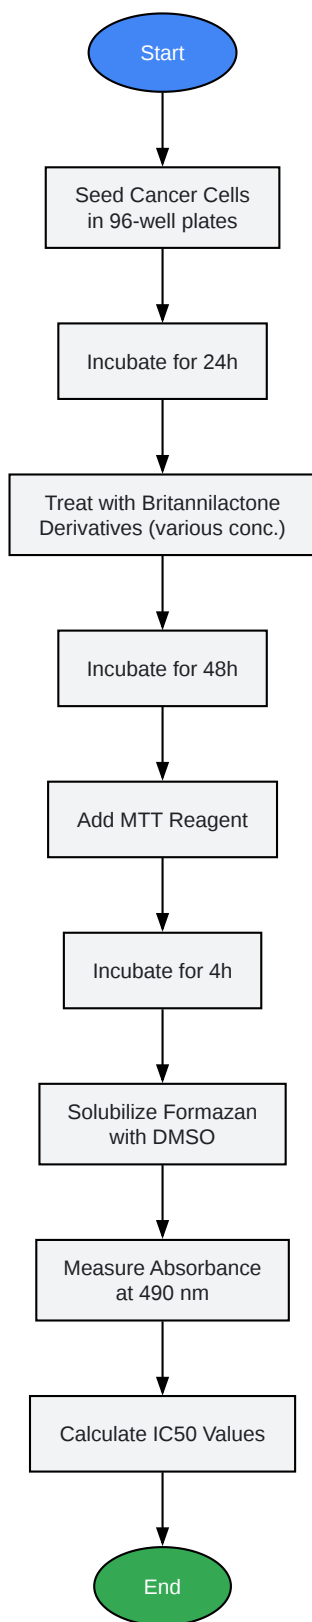 Start
Seed Cancer Cells
in 96-well plates
Incubate for 24h
Treat with Britannilactone
Derivatives (various conc.)
Incubate for 48h
Add MTT Reagent
Incubate for 4h
Solubilize Formazan
with DMSO
Measure Absorbance
at 490 nm
Calculate IC50 Values
End